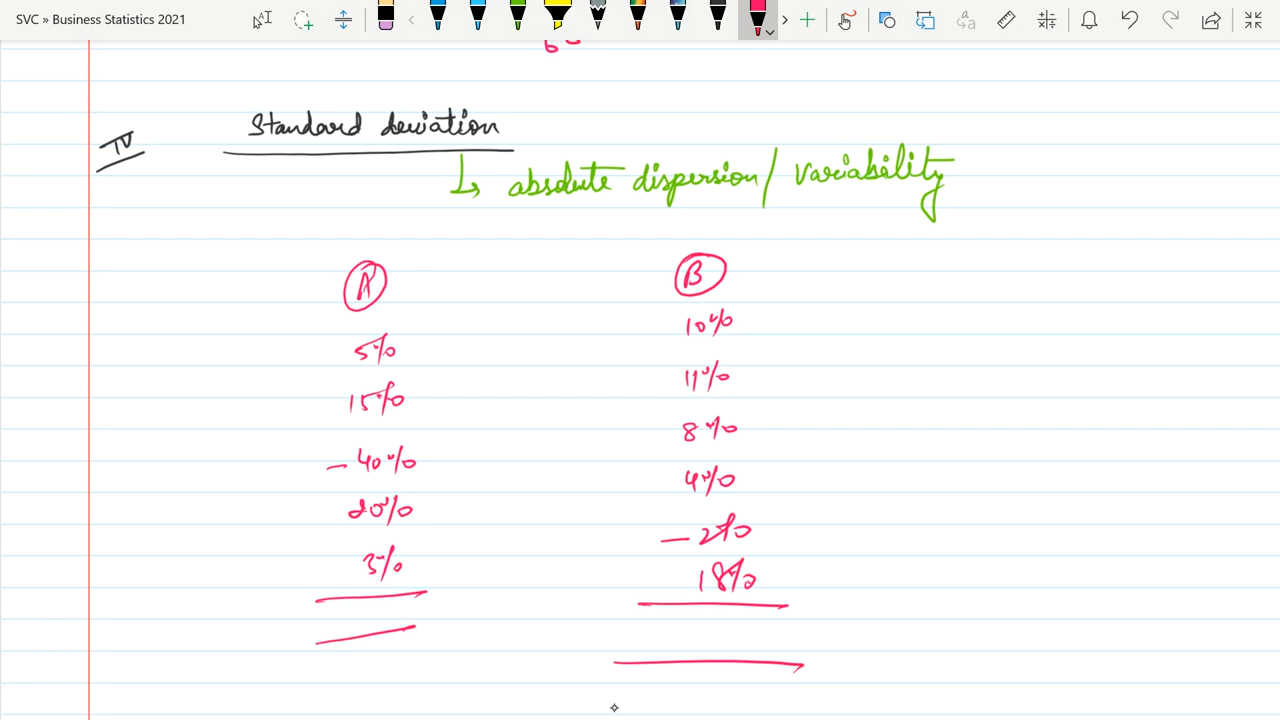 SVC » Business Statistics 2021
IV
Standard deviation
↳ absolute dispersion/ variability
A
B
10%
5%
11%
15%
8%
-40%
4%
20%
-2%
3%
18%